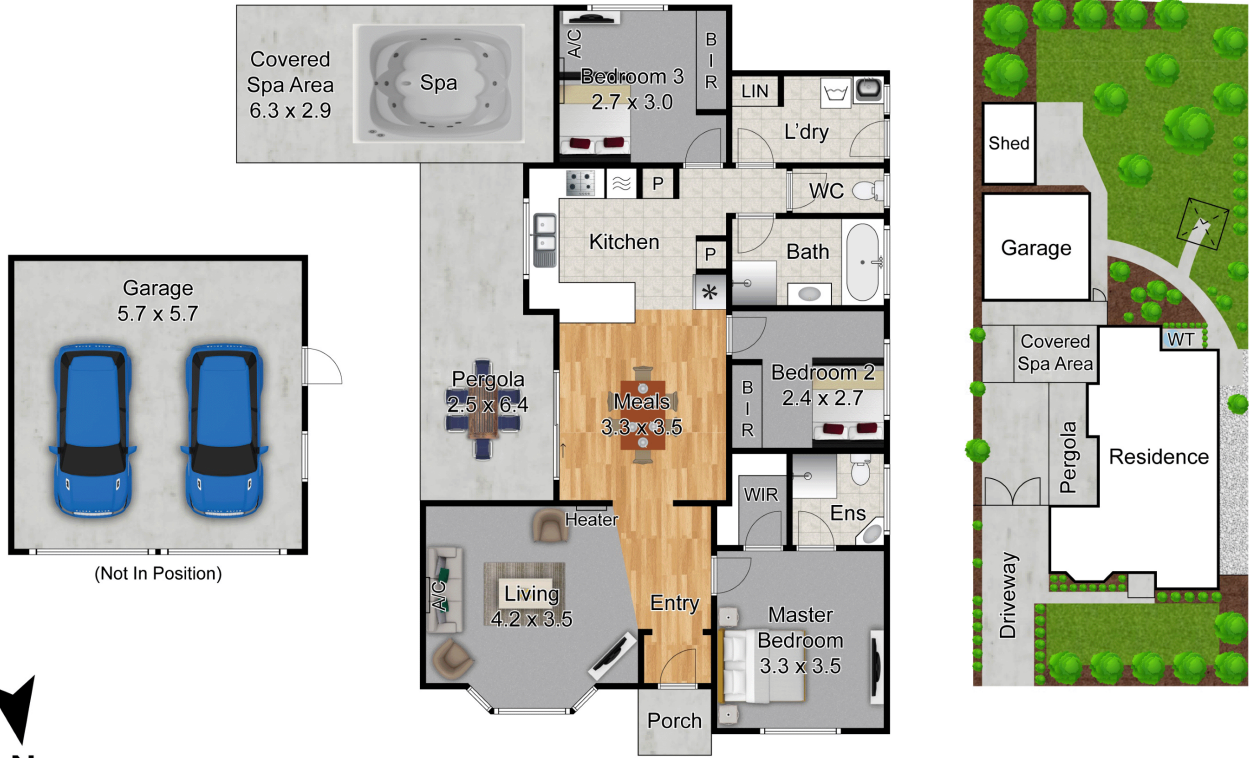 Covered
Spa Area
6.3 x 2.9
Spa
A/C
Bedroom 3
2.7 x 3.0
B
I
R
LIN
L'dry
P
WC
Kitchen
P
Bath
*
Garage
5.7 x 5.7
(Not In Position)
Pergola
2.5 x 6.4
Meals
3.3 x 3.5
B
I
R
Bedroom 2
2.4 x 2.7
WIR
Ens
Heater
A/C
Living
4.2 x 3.5
Entry
Master
Bedroom
3.3 x 3.5
Porch
N
Shed
Garage
Covered
Spa Area
WT
Pergola
Residence
Driveway